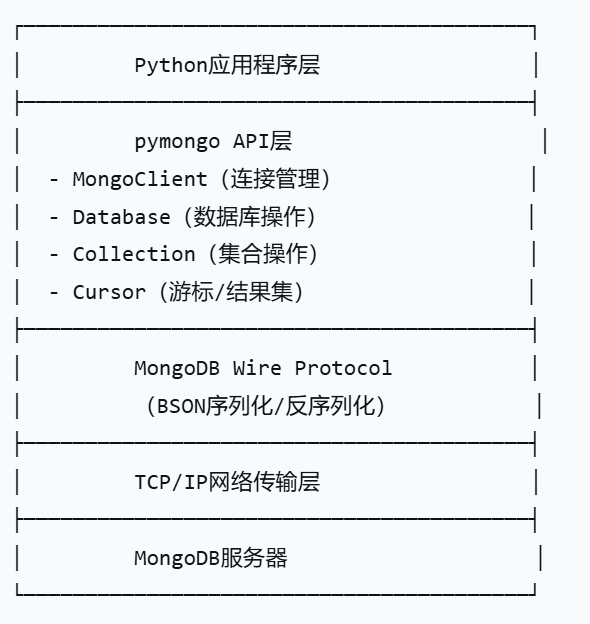 Python应用程序层
pymongo API层
- MongoClient（连接管理）
- Database（数据库操作）
- Collection（集合操作）
- Cursor（游标/结果集）
MongoDB Wire Protocol
（BSON序列化/反序列化）
TCP/IP网络传输层
MongoDB服务器